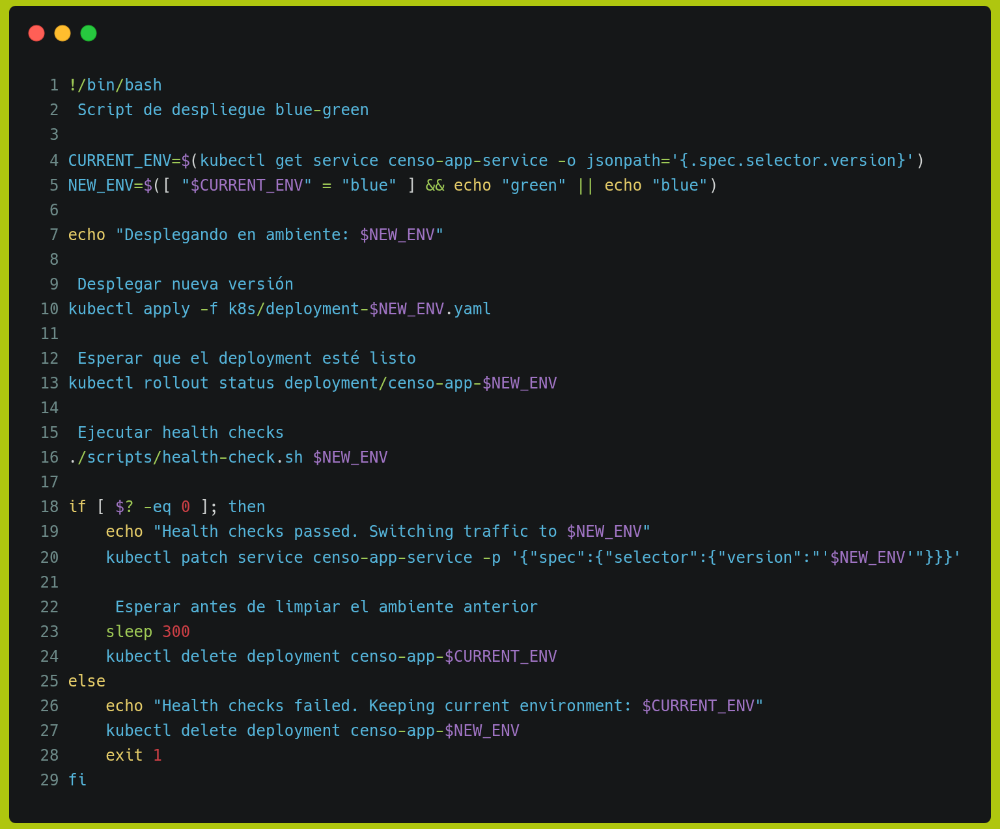 1 !/bin/bash
2  Script de despliegue blue-green
3
4 CURRENT_ENV=$(kubectl get service censo-app-service -o jsonpath='{.spec.selector.version}')
5 NEW_ENV=$([ "$CURRENT_ENV" = "blue" ] && echo "green" || echo "blue")
6
7 echo "Desplegando en ambiente: $NEW_ENV"
8
9  Desplegar nueva versión
10 kubectl apply -f k8s/deployment-$NEW_ENV.yaml
11
12  Esperar que el deployment esté listo
13 kubectl rollout status deployment/censo-app-$NEW_ENV
14
15  Ejecutar health checks
16 ./scripts/health-check.sh $NEW_ENV
17
18 if [ $? -eq 0 ]; then
19     echo "Health checks passed. Switching traffic to $NEW_ENV"
20     kubectl patch service censo-app-service -p '{"spec":{"selector":{"version":"'$NEW_ENV'"}}}'
21
22      Esperar antes de limpiar el ambiente anterior
23     sleep 300
24     kubectl delete deployment censo-app-$CURRENT_ENV
25 else
26     echo "Health checks failed. Keeping current environment: $CURRENT_ENV"
27     kubectl delete deployment censo-app-$NEW_ENV
28     exit 1
29 fi